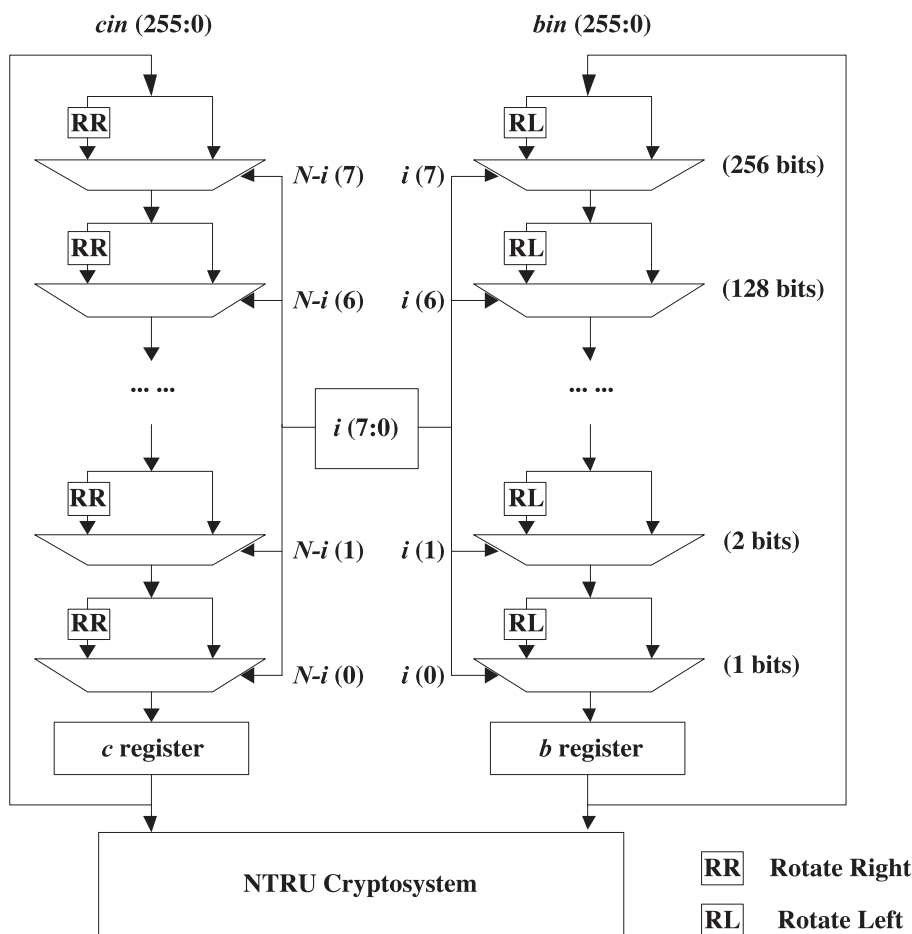 cin (255:0) bin (255:0)
RR RL
N-i (7) i (7) (256 bits)
RR RL
N-i (6) i (6) (128 bits)
... ... ... ...
i (7:0)
RR RL
N-i (1) i (1) (2 bits)
RR RL
N-i (0) i (0) (1 bits)
c register b register
NTRU Cryptosystem
RR Rotate Right
RL Rotate Left